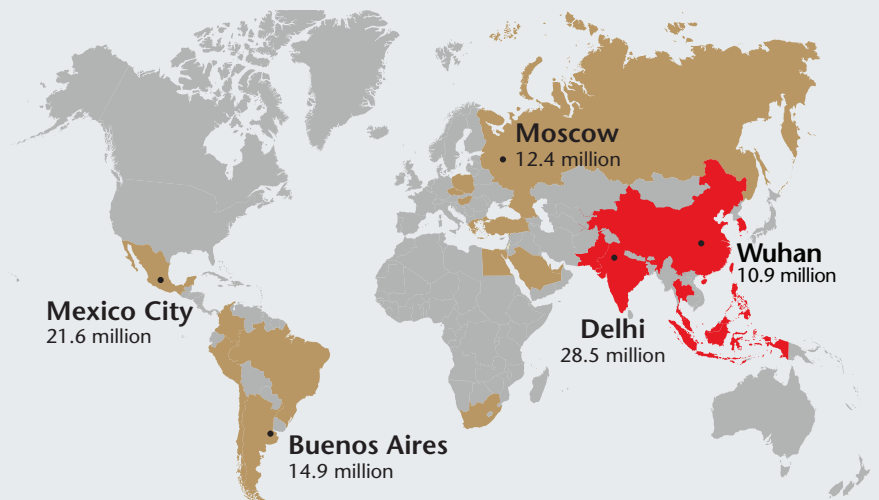 Moscow
12.4 million
Wuhan
10.9 million
Mexico City
21.6 million
Delhi
28.5 million
Buenos Aires
14.9 million